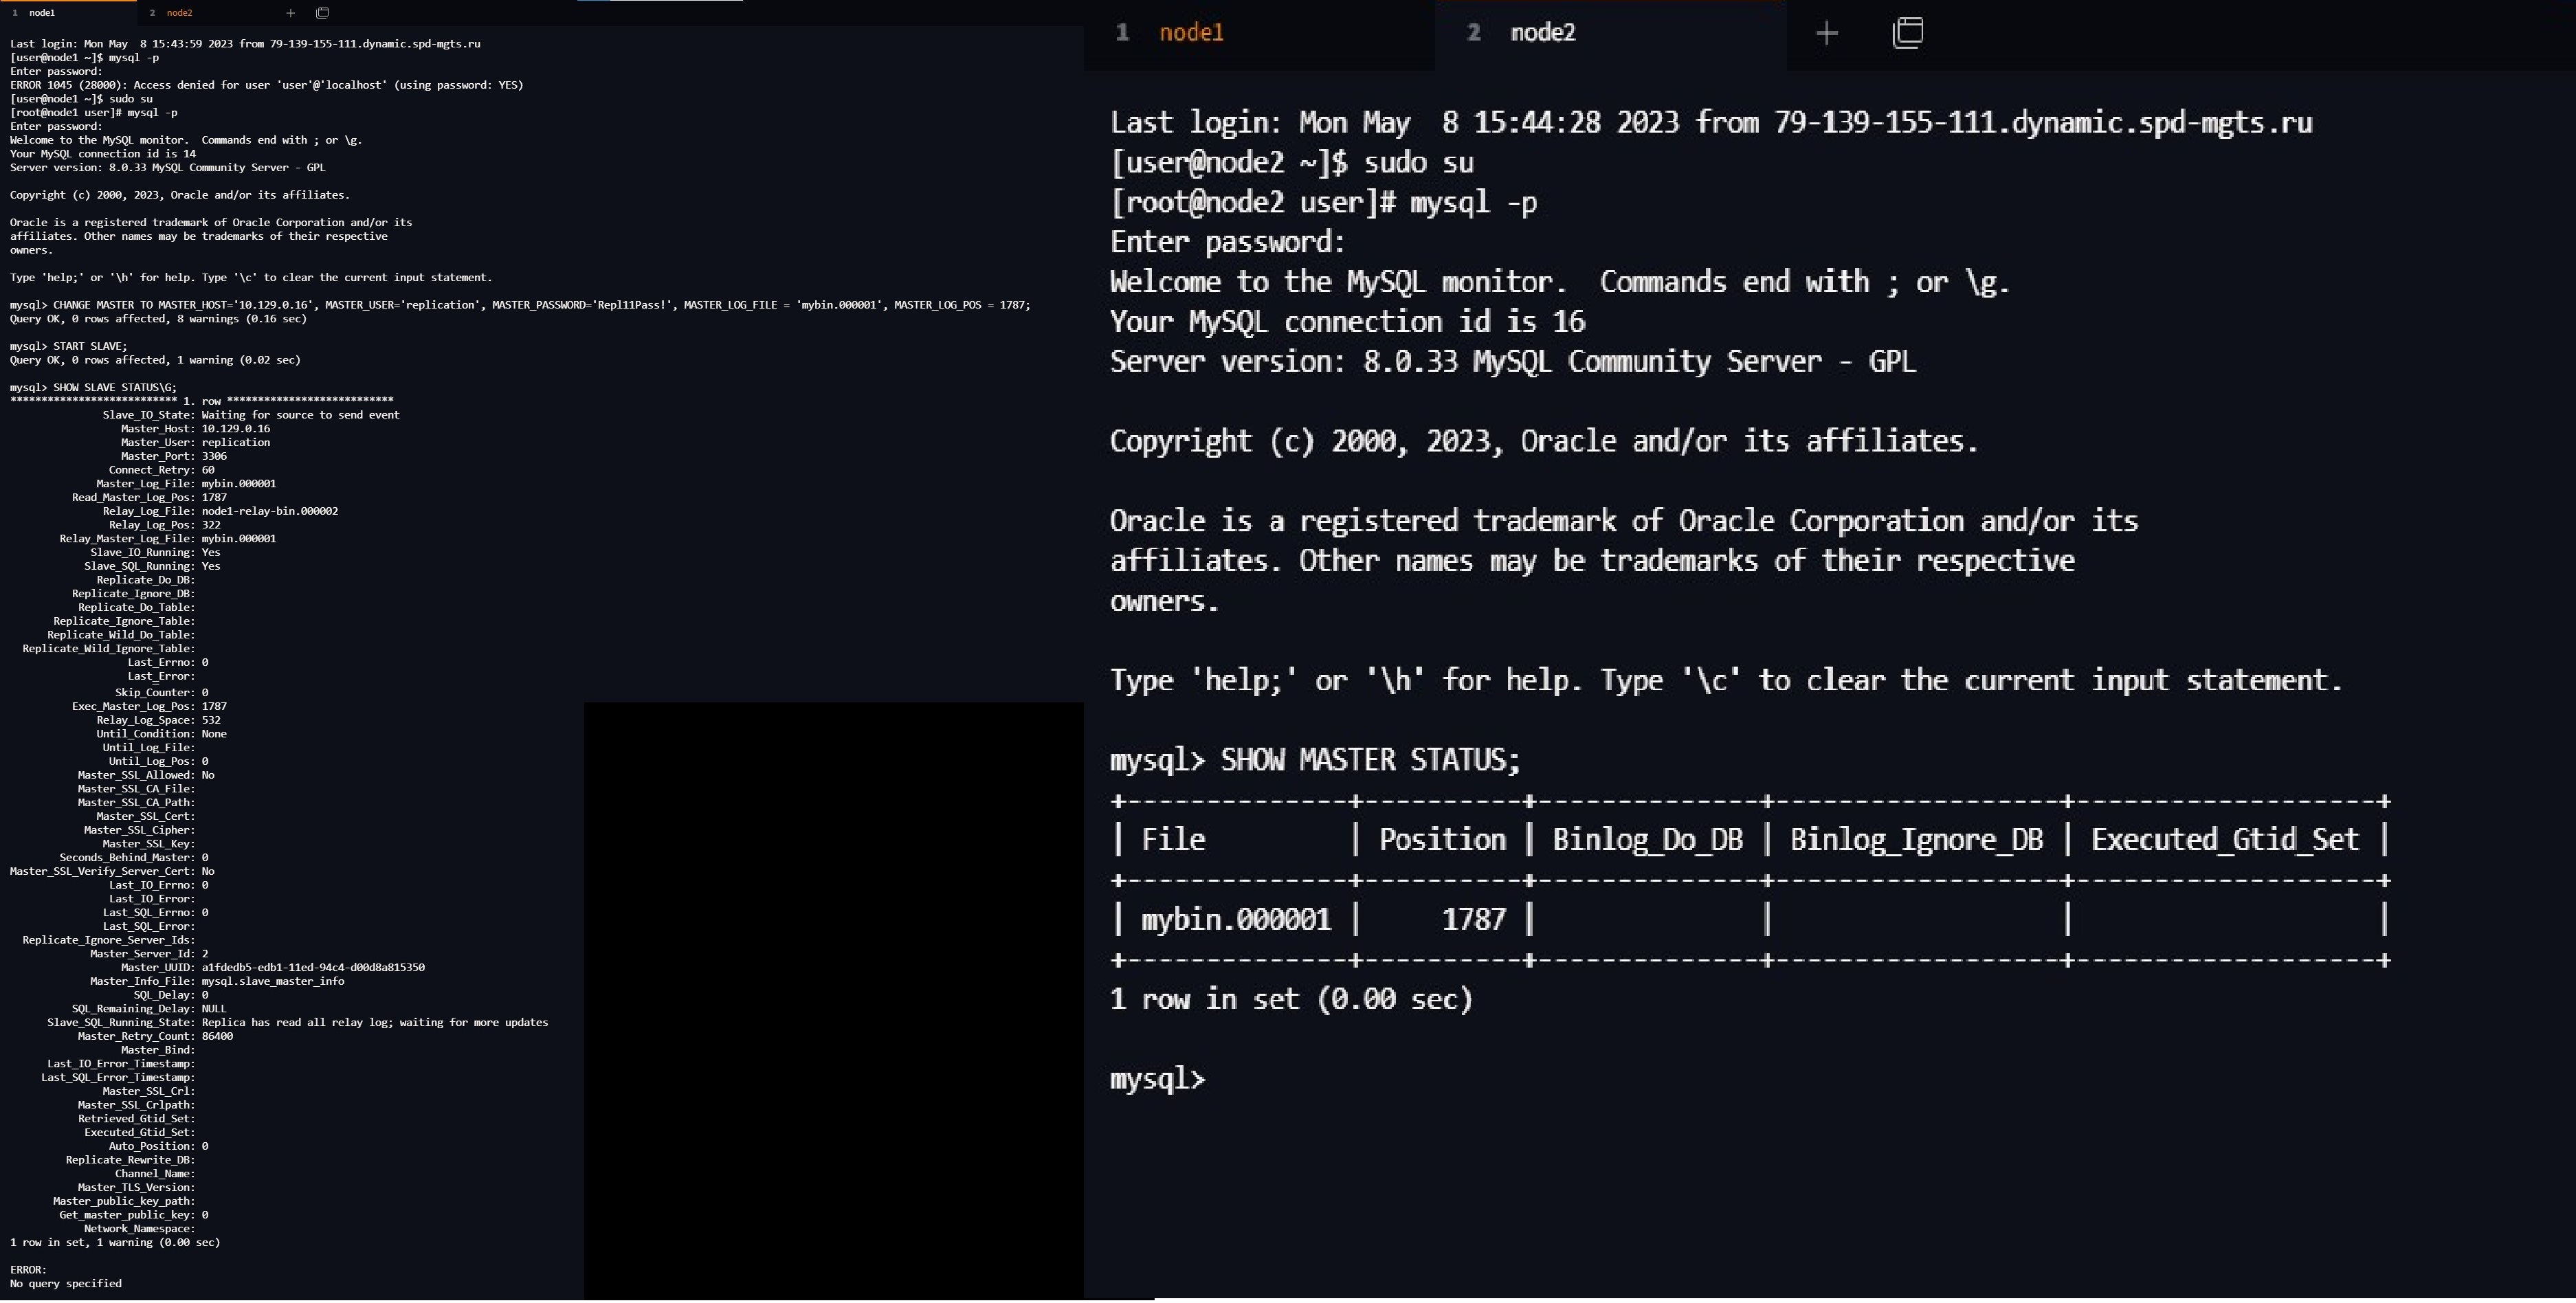 1 node1 2 node2 +
Last login: Mon May  8 15:43:59 2023 from 79-139-155-111.dynamic.spd-mgts.ru
[user@node1 ~]$ mysql -p
Enter password:
ERROR 1045 (28000): Access denied for user 'user'@'localhost' (using password: YES)
[user@node1 ~]$ sudo su
[root@node1 user]# mysql -p
Enter password:
Welcome to the MySQL monitor.  Commands end with ; or \g.
Your MySQL connection id is 14
Server version: 8.0.33 MySQL Community Server - GPL
Copyright (c) 2000, 2023, Oracle and/or its affiliates.
Oracle is a registered trademark of Oracle Corporation and/or its
affiliates. Other names may be trademarks of their respective
owners.
Type 'help;' or '\h' for help. Type '\c' to clear the current input statement.
mysql> CHANGE MASTER TO MASTER_HOST='10.129.0.16', MASTER_USER='replication', MASTER_PASSWORD='Repl11Pass!', MASTER_LOG_FILE = 'mybin.000001', MASTER_LOG_POS = 1787;
Query OK, 0 rows affected, 8 warnings (0.16 sec)
mysql> START SLAVE;
Query OK, 0 rows affected, 1 warning (0.02 sec)
mysql> SHOW SLAVE STATUS\G;
*************************** 1. row ***************************
Slave_IO_State: Waiting for source to send event
Master_Host: 10.129.0.16
Master_User: replication
Master_Port: 3306
Connect_Retry: 60
Master_Log_File: mybin.000001
Read_Master_Log_Pos: 1787
Relay_Log_File: node1-relay-bin.000002
Relay_Log_Pos: 322
Relay_Master_Log_File: mybin.000001
Slave_IO_Running: Yes
Slave_SQL_Running: Yes
Replicate_Do_DB:
Replicate_Ignore_DB:
Replicate_Do_Table:
Replicate_Ignore_Table:
Replicate_Wild_Do_Table:
Replicate_Wild_Ignore_Table:
Last_Errno: 0
Last_Error:
Skip_Counter: 0
Exec_Master_Log_Pos: 1787
Relay_Log_Space: 532
Until_Condition: None
Until_Log_File:
Until_Log_Pos: 0
Master_SSL_Allowed: No
Master_SSL_CA_File:
Master_SSL_CA_Path:
Master_SSL_Cert:
Master_SSL_Cipher:
Master_SSL_Key:
Seconds_Behind_Master: 0
Master_SSL_Verify_Server_Cert: No
Last_IO_Errno: 0
Last_IO_Error:
Last_SQL_Errno: 0
Last_SQL_Error:
Replicate_Ignore_Server_Ids:
Master_Server_Id: 2
Master_UUID: a1fdedb5-edb1-11ed-94c4-d00d8a815350
Master_Info_File: mysql.slave_master_info
SQL_Delay: 0
SQL_Remaining_Delay: NULL
Slave_SQL_Running_State: Replica has read all relay log; waiting for more updates
Master_Retry_Count: 86400
Master_Bind:
Last_IO_Error_Timestamp:
Last_SQL_Error_Timestamp:
Master_SSL_Crl:
Master_SSL_Crlpath:
Retrieved_Gtid_Set:
Executed_Gtid_Set:
Auto_Position: 0
Replicate_Rewrite_DB:
Channel_Name:
Master_TLS_Version:
Master_public_key_path:
Get_master_public_key: 0
Network_Namespace:
1 row in set, 1 warning (0.00 sec)
ERROR:
No query specified
1 node1 2 node2 +
Last login: Mon May  8 15:44:28 2023 from 79-139-155-111.dynamic.spd-mgts.ru
[user@node2 ~]$ sudo su
[root@node2 user]# mysql -p
Enter password:
Welcome to the MySQL monitor.  Commands end with ; or \g.
Your MySQL connection id is 16
Server version: 8.0.33 MySQL Community Server - GPL
Copyright (c) 2000, 2023, Oracle and/or its affiliates.
Oracle is a registered trademark of Oracle Corporation and/or its
affiliates. Other names may be trademarks of their respective
owners.
Type 'help;' or '\h' for help. Type '\c' to clear the current input statement.
mysql> SHOW MASTER STATUS;
+--------------+----------+--------------+------------------+-------------------+
| File         | Position | Binlog_Do_DB | Binlog_Ignore_DB | Executed_Gtid_Set |
+--------------+----------+--------------+------------------+-------------------+
| mybin.000001 |     1787 |              |                  |                   |
+--------------+----------+--------------+------------------+-------------------+
1 row in set (0.00 sec)
mysql>